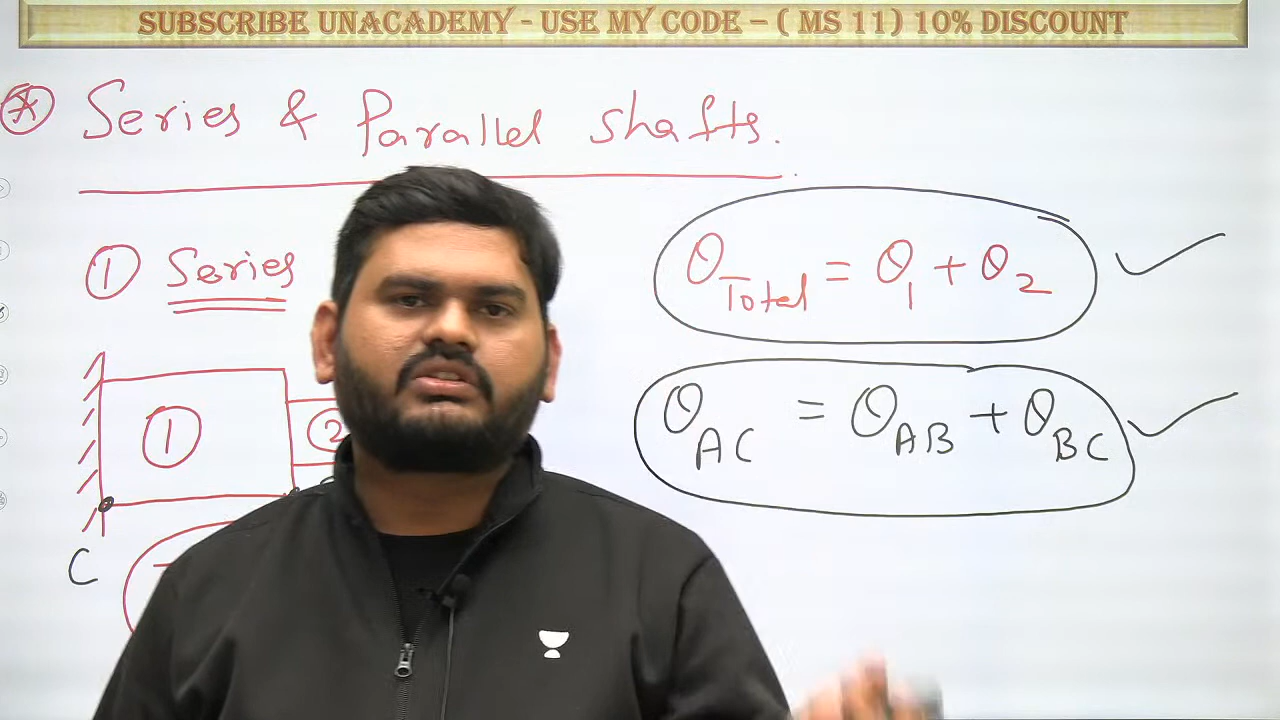 SUBSCRIBE UNACADEMY - USE MY CODE – ( MS 11) 10% DISCOUNT
Series & Parallel shafts.
① Series
θTotal = θ1 + θ2
① ②
θAC = θAB + θBC
C